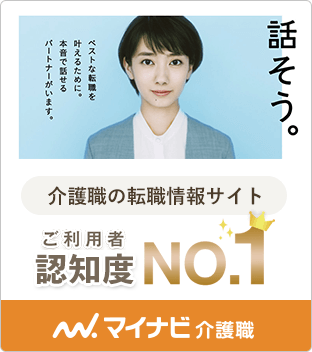 話そう。
ベストな転職を
叶えるために。
本音で話せる
パートナーがいます。
介護職の転職情報サイト
ご利用者
認知度 NO.1
マイナビ 介護職